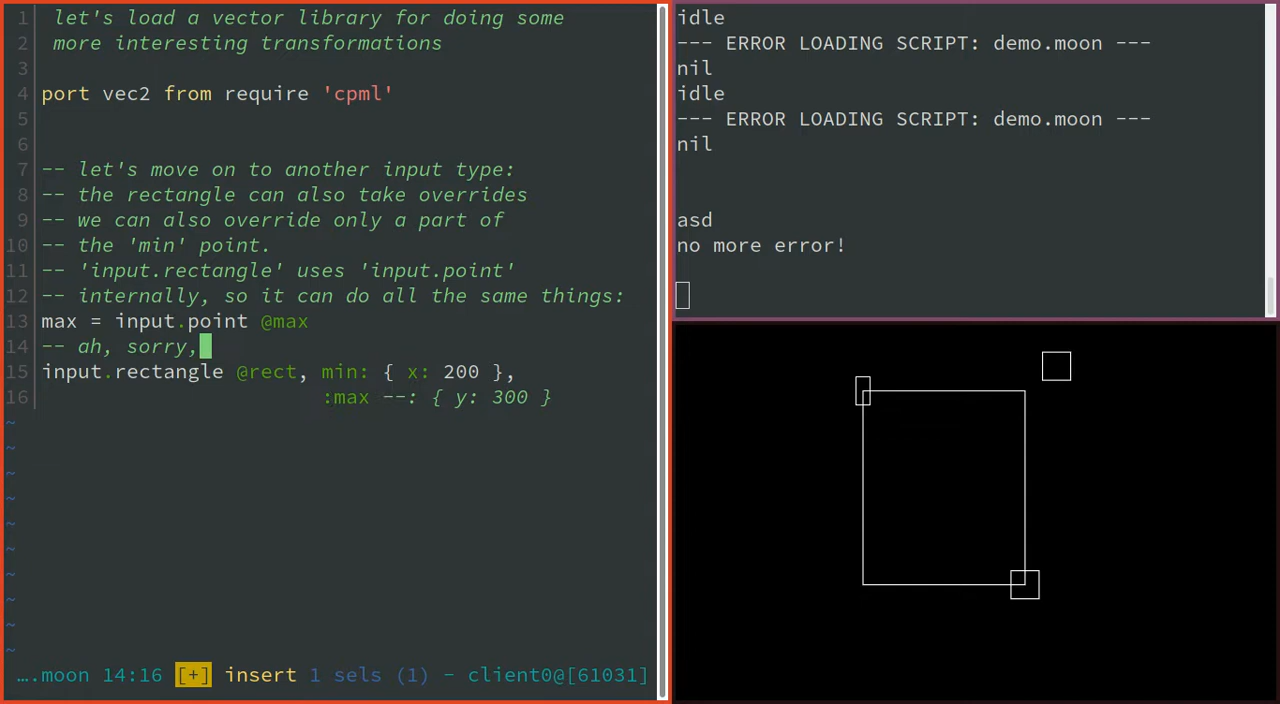 1 let's load a vector library for doing some
2 more interesting transformations
3
4 port vec2 from require 'cpml'
5
6
7 -- let's move on to another input type:
8 -- the rectangle can also take overrides
9 -- we can also override only a part of
10 -- the 'min' point.
11 -- 'input.rectangle' uses 'input.point'
12 -- internally, so it can do all the same things:
13 max = input.point @max
14 -- ah, sorry,
15 input.rectangle @rect, min: { x: 200 },
16 :max --: { y: 300 }
~
~
~
~
~
~
~
~
~
~
….moon 14:16 [+] insert 1 sels (1) - client0@[61031]
idle
--- ERROR LOADING SCRIPT: demo.moon ---
nil
idle
--- ERROR LOADING SCRIPT: demo.moon ---
nil
asd
no more error!